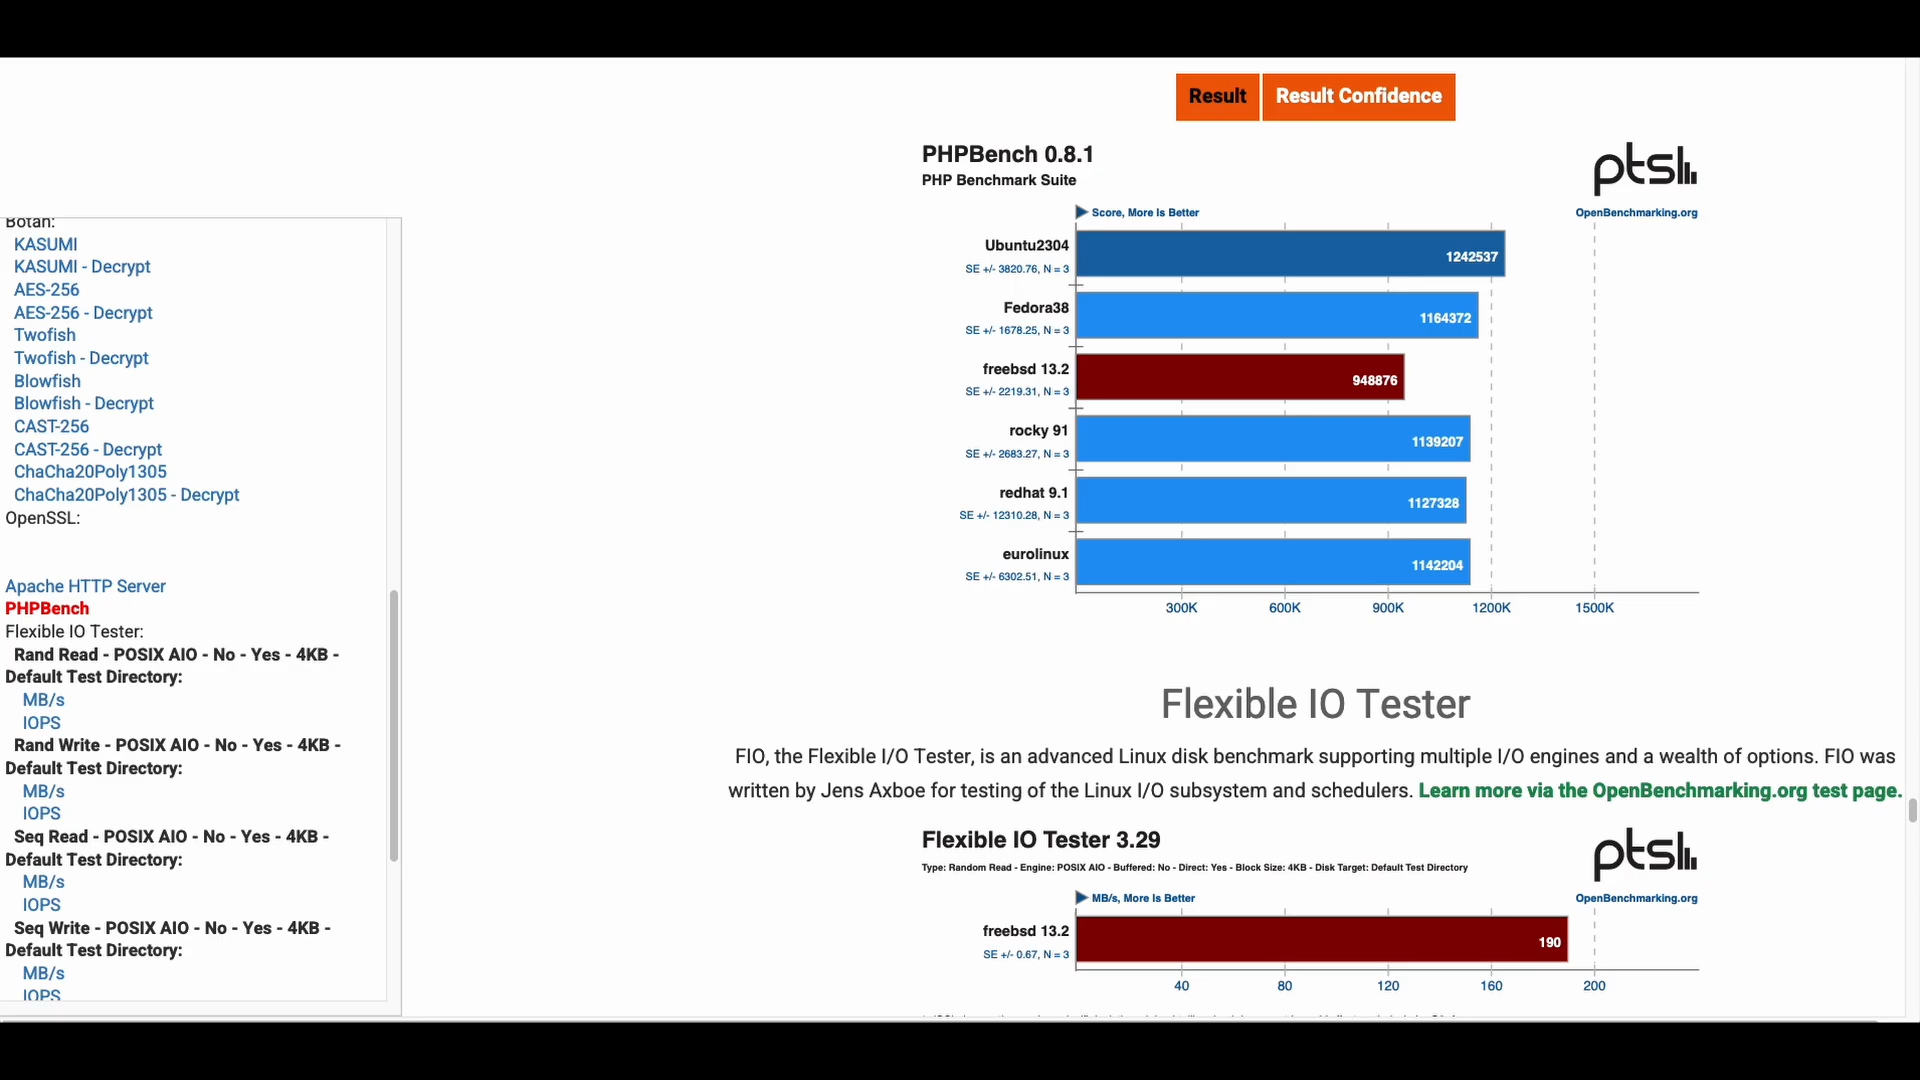 Result
Result Confidence
PHPBench 0.8.1
PHP Benchmark Suite
ptsl
Score, More Is Better
OpenBenchmarking.org
Ubuntu2304
SE +/- 3820.76, N = 3
1242537
Fedora38
SE +/- 1678.25, N = 3
1164372
freebsd 13.2
SE +/- 2219.31, N = 3
948876
rocky 91
SE +/- 2683.27, N = 3
1139207
redhat 9.1
SE +/- 12310.28, N = 3
1127328
eurolinux
SE +/- 6302.51, N = 3
1142204
300K
600K
900K
1200K
1500K
Botan:
KASUMI
KASUMI - Decrypt
AES-256
AES-256 - Decrypt
Twofish
Twofish - Decrypt
Blowfish
Blowfish - Decrypt
CAST-256
CAST-256 - Decrypt
ChaCha20Poly1305
ChaCha20Poly1305 - Decrypt
OpenSSL:
Apache HTTP Server
PHPBench
Flexible IO Tester:
Rand Read - POSIX AIO - No - Yes - 4KB -
Default Test Directory:
MB/s
IOPS
Rand Write - POSIX AIO - No - Yes - 4KB -
Default Test Directory:
MB/s
IOPS
Seq Read - POSIX AIO - No - Yes - 4KB -
Default Test Directory:
MB/s
IOPS
Seq Write - POSIX AIO - No - Yes - 4KB -
Default Test Directory:
MB/s
IOPS
Flexible IO Tester
FIO, the Flexible I/O Tester, is an advanced Linux disk benchmark supporting multiple I/O engines and a wealth of options. FIO was
written by Jens Axboe for testing of the Linux I/O subsystem and schedulers. Learn more via the OpenBenchmarking.org test page.
Flexible IO Tester 3.29
Type: Random Read - Engine: POSIX AIO - Buffered: No - Direct: Yes - Block Size: 4KB - Disk Target: Default Test Directory
ptsl
MB/s, More Is Better
OpenBenchmarking.org
freebsd 13.2
SE +/- 0.67, N = 3
190
40
80
120
160
200